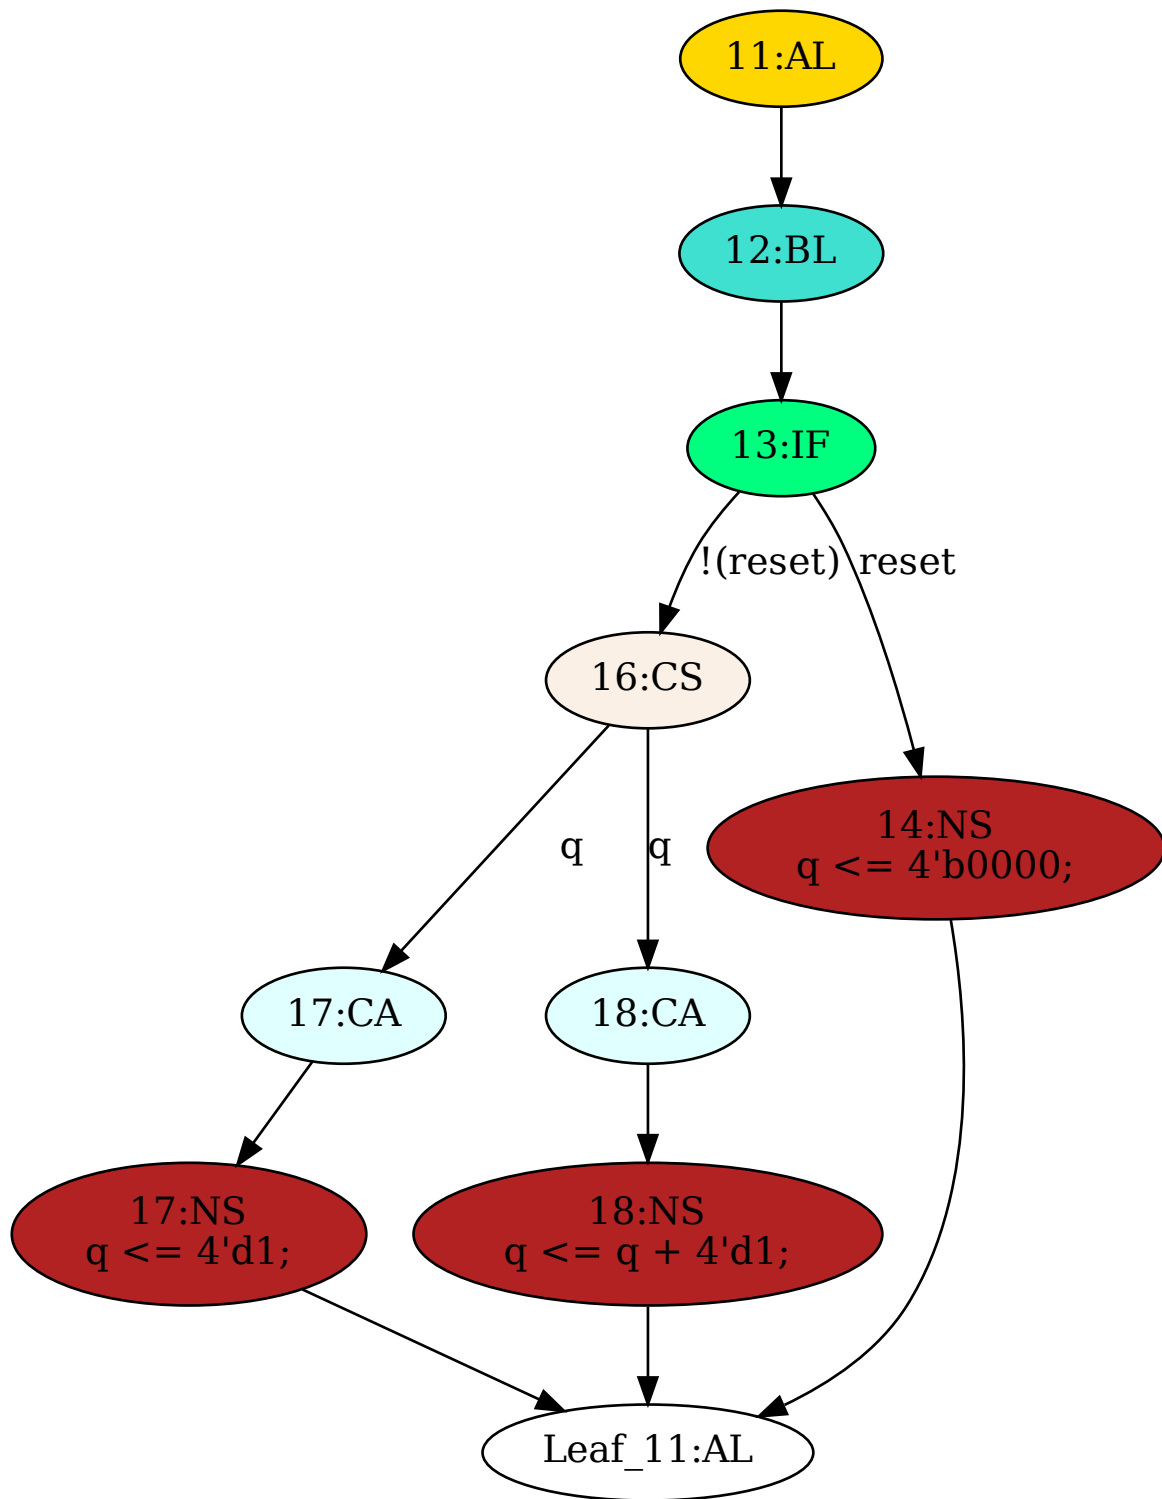 11:AL
12:BL
13:IF
!(reset)
reset
16:CS
14:NS
q <= 4'b0000;
q
q
17:CA
18:CA
17:NS
q <= 4'd1;
18:NS
q <= q + 4'd1;
Leaf_11:AL